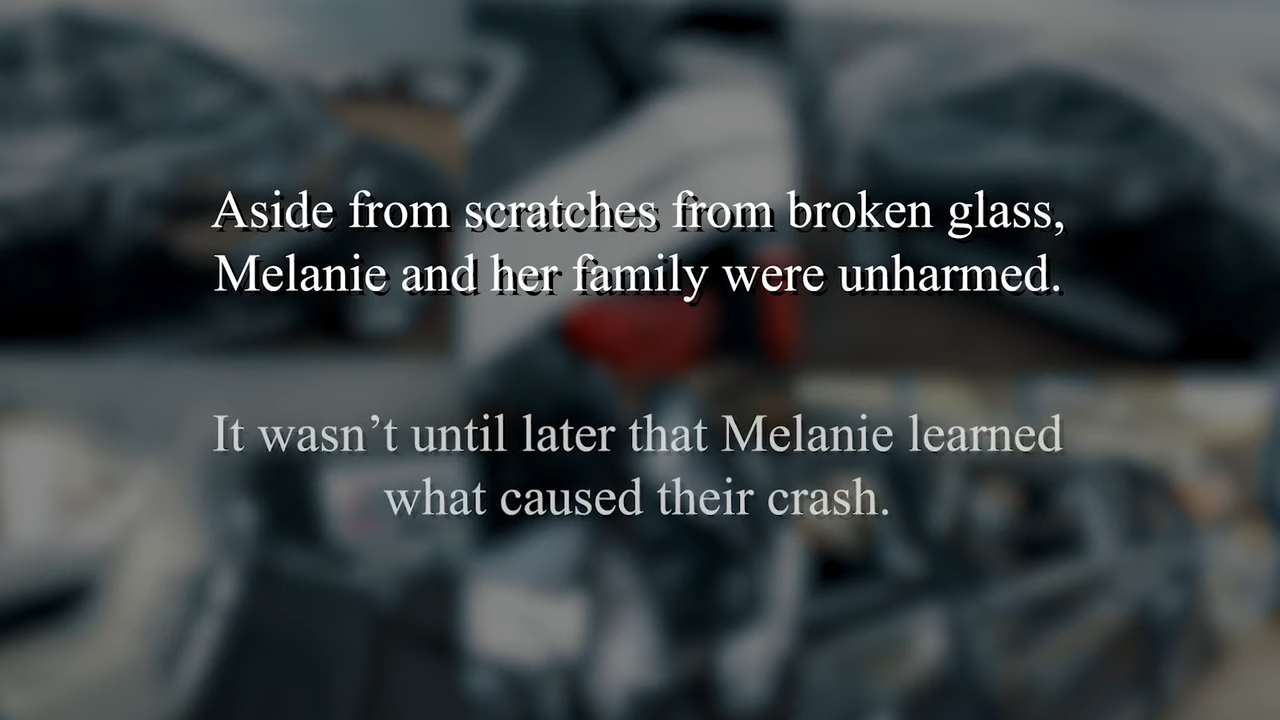 Aside from scratches from broken glass,
Melanie and her family were unharmed.
It wasn’t until later that Melanie learned
what caused their crash.